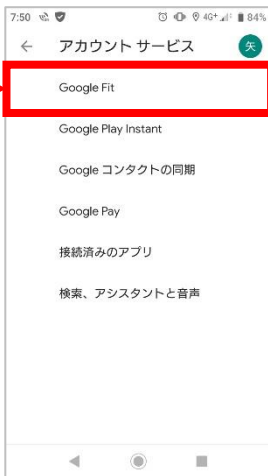 7:50 4G+ 84%
アカウント サービス 矢
Google Fit
Google Play Instant
Google コンタクトの同期
Google Pay
接続済みのアプリ
検索、アシスタントと音声